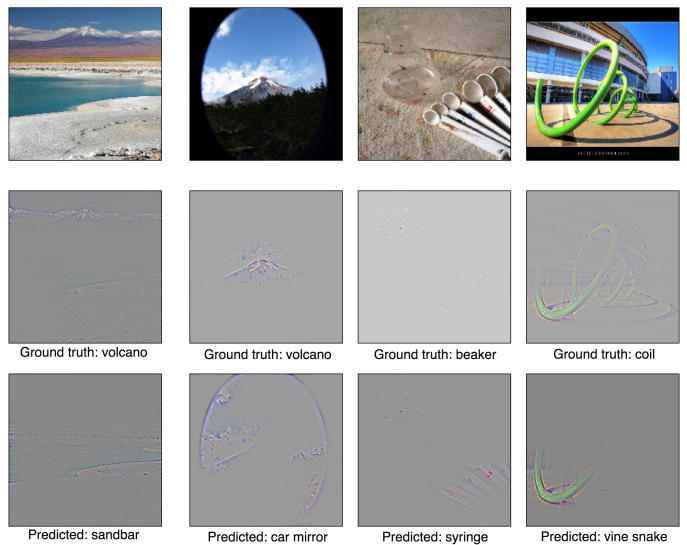 Ground truth: volcano
Ground truth: volcano
Ground truth: beaker
Ground truth: coil
Predicted: sandbar
Predicted: car mirror
Predicted: syringe
Predicted: vine snake